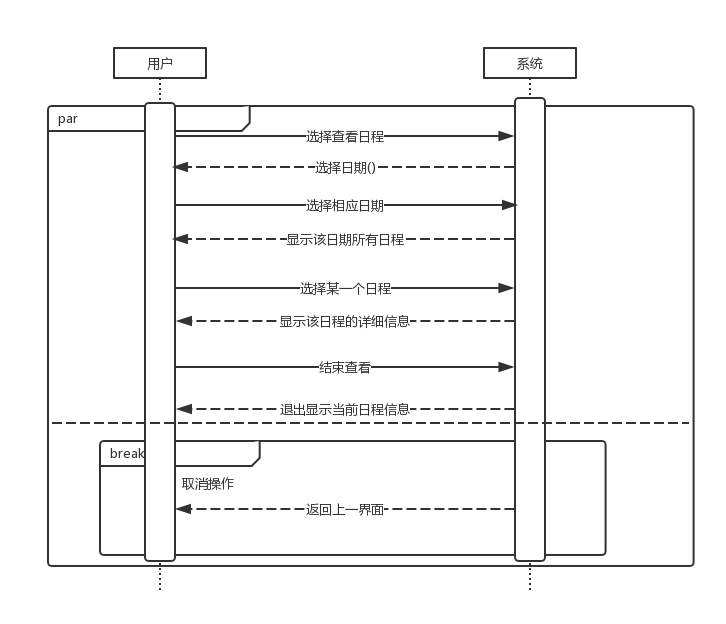 用户
系统
par
选择查看日程
选择日期()
选择相应日期
显示该日期所有日程
选择某一个日程
显示该日程的详细信息
结束查看
退出显示当前日程信息
break
取消操作
返回上一界面